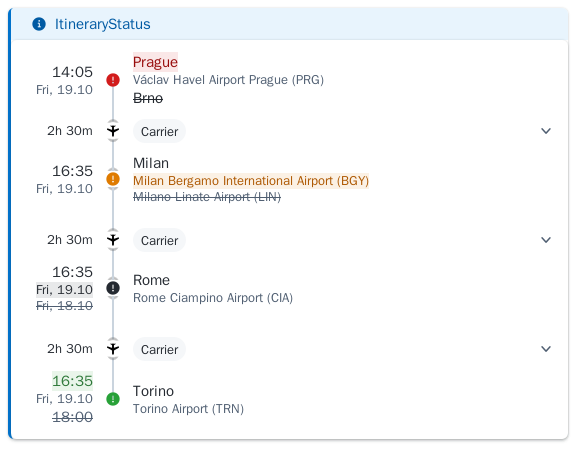 ItineraryStatus
14:05
Fri, 19.10
Prague
Václav Havel Airport Prague (PRG)
Brno
2h 30m
Carrier
16:35
Fri, 19.10
Milan
Milan Bergamo International Airport (BGY)
Milano Linate Airport (LIN)
2h 30m
Carrier
16:35
Fri, 19.10
Fri, 18.10
Rome
Rome Ciampino Airport (CIA)
2h 30m
Carrier
16:35
Fri, 19.10
18:00
Torino
Torino Airport (TRN)